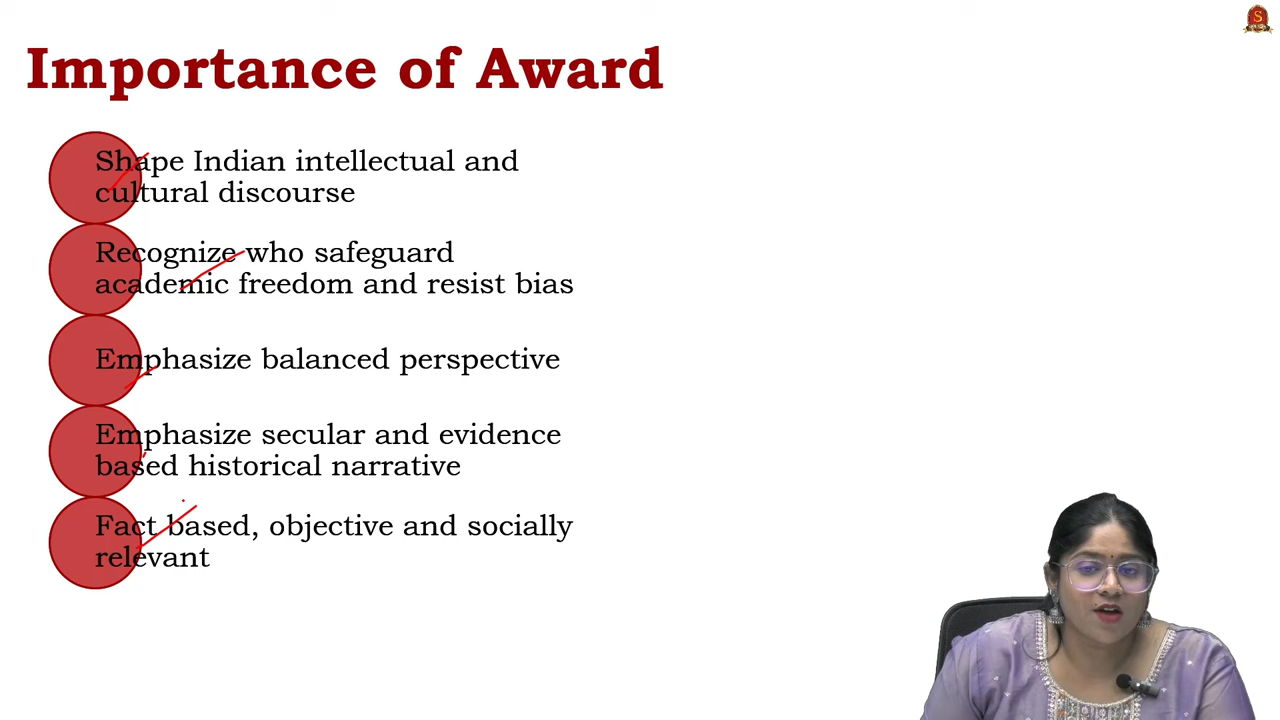 Importance of Award
Shape Indian intellectual and
cultural discourse
Recognize who safeguard
academic freedom and resist bias
Emphasize balanced perspective
Emphasize secular and evidence
based historical narrative
Fact based, objective and socially
relevant